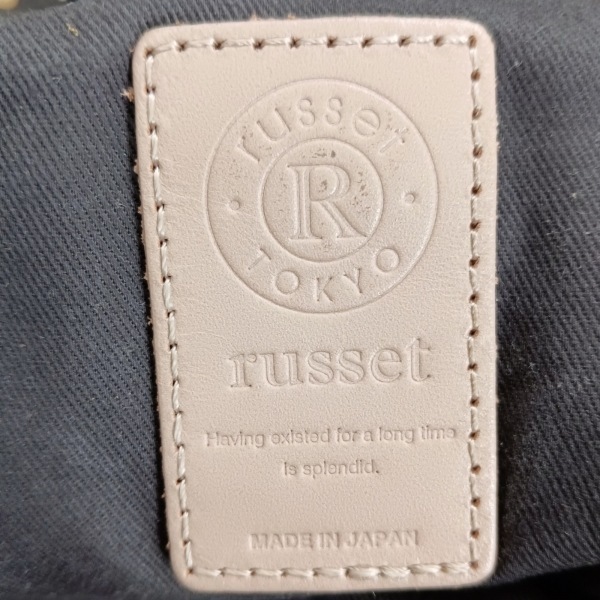 russet
R
TOKYO
russet
Having existed for a long time
is splendid.
MADE IN JAPAN